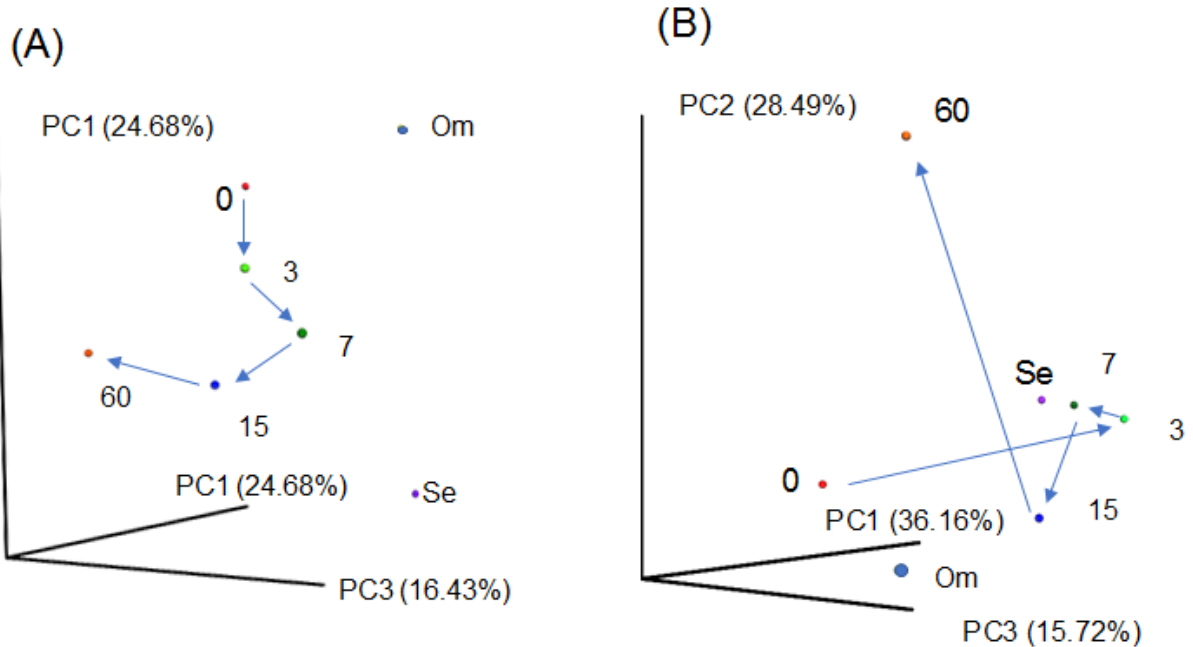 (A)
PC1 (24.68%)
Om
0
3
7
60
15
PC1 (24.68%)
Se
PC3 (16.43%)
(B)
PC2 (28.49%)
60
7
Se
3
0
15
PC1 (36.16%)
Om
PC3 (15.72%)